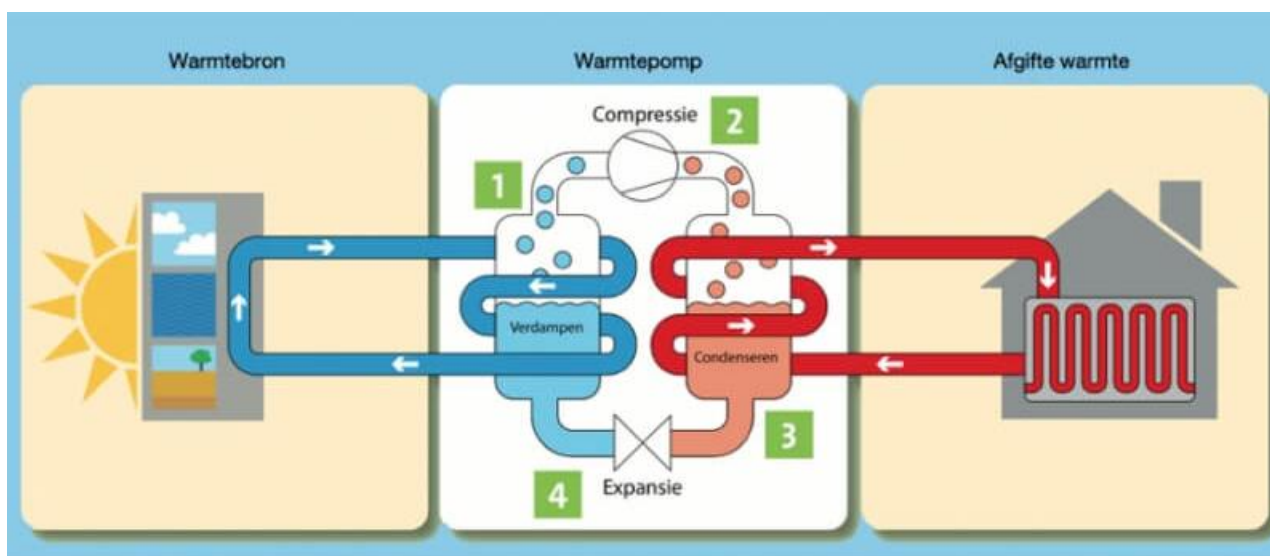 Warmtebron
Warmtepomp
Afgifte warmte
Compressie
2
1
Verdampen
Condenseren
3
4
Expansie